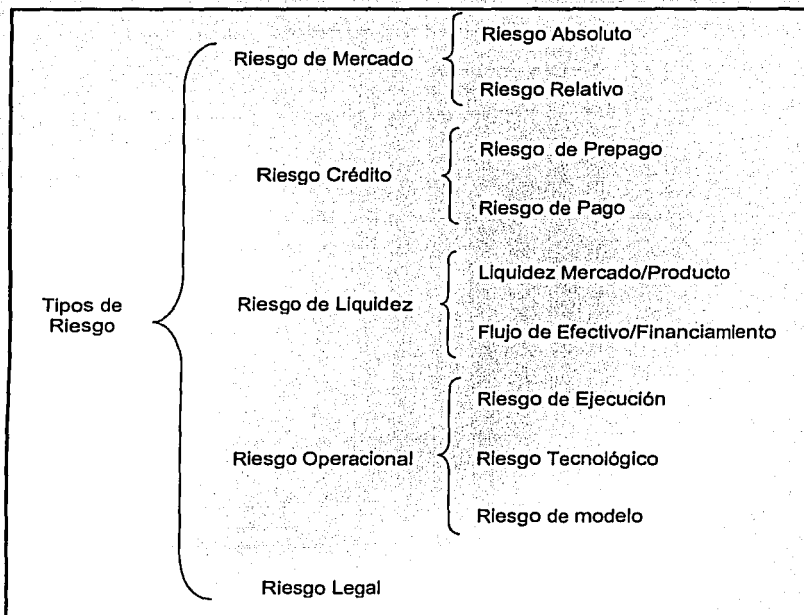 Tipos de
Riesgo
Riesgo de Mercado
Riesgo Absoluto
Riesgo Relativo
Riesgo Crédito
Riesgo de Prepago
Riesgo de Pago
Riesgo de Liquidez
Liquidez Mercado/Producto
Flujo de Efectivo/Financiamiento
Riesgo Operacional
Riesgo de Ejecución
Riesgo Tecnológico
Riesgo de modelo
Riesgo Legal